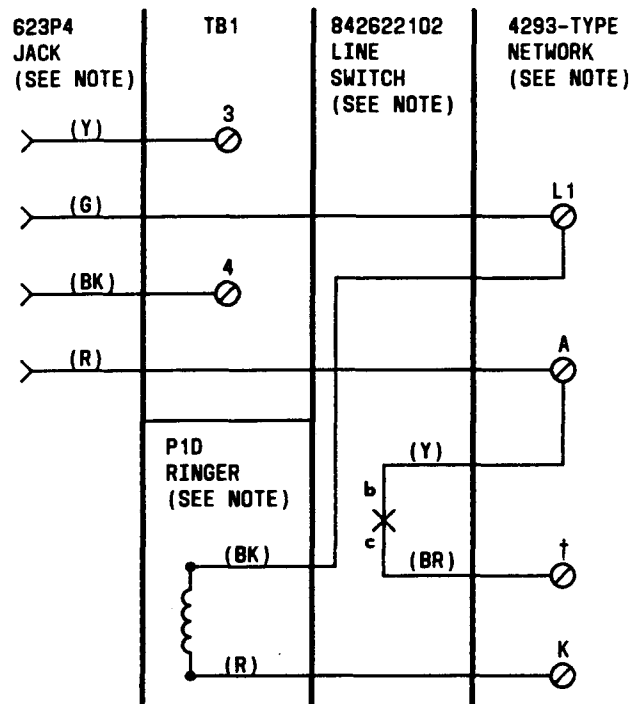 623P4
JACK
(SEE NOTE)
TB1
842622102
LINE
SWITCH
(SEE NOTE)
4293-TYPE
NETWORK
(SEE NOTE)
(Y)
3
(G)
L1
(BK)
4
(R)
A
P1D
RINGER
(SEE NOTE)
(Y)
b
c
(BK)
(BR)
†
(R)
K